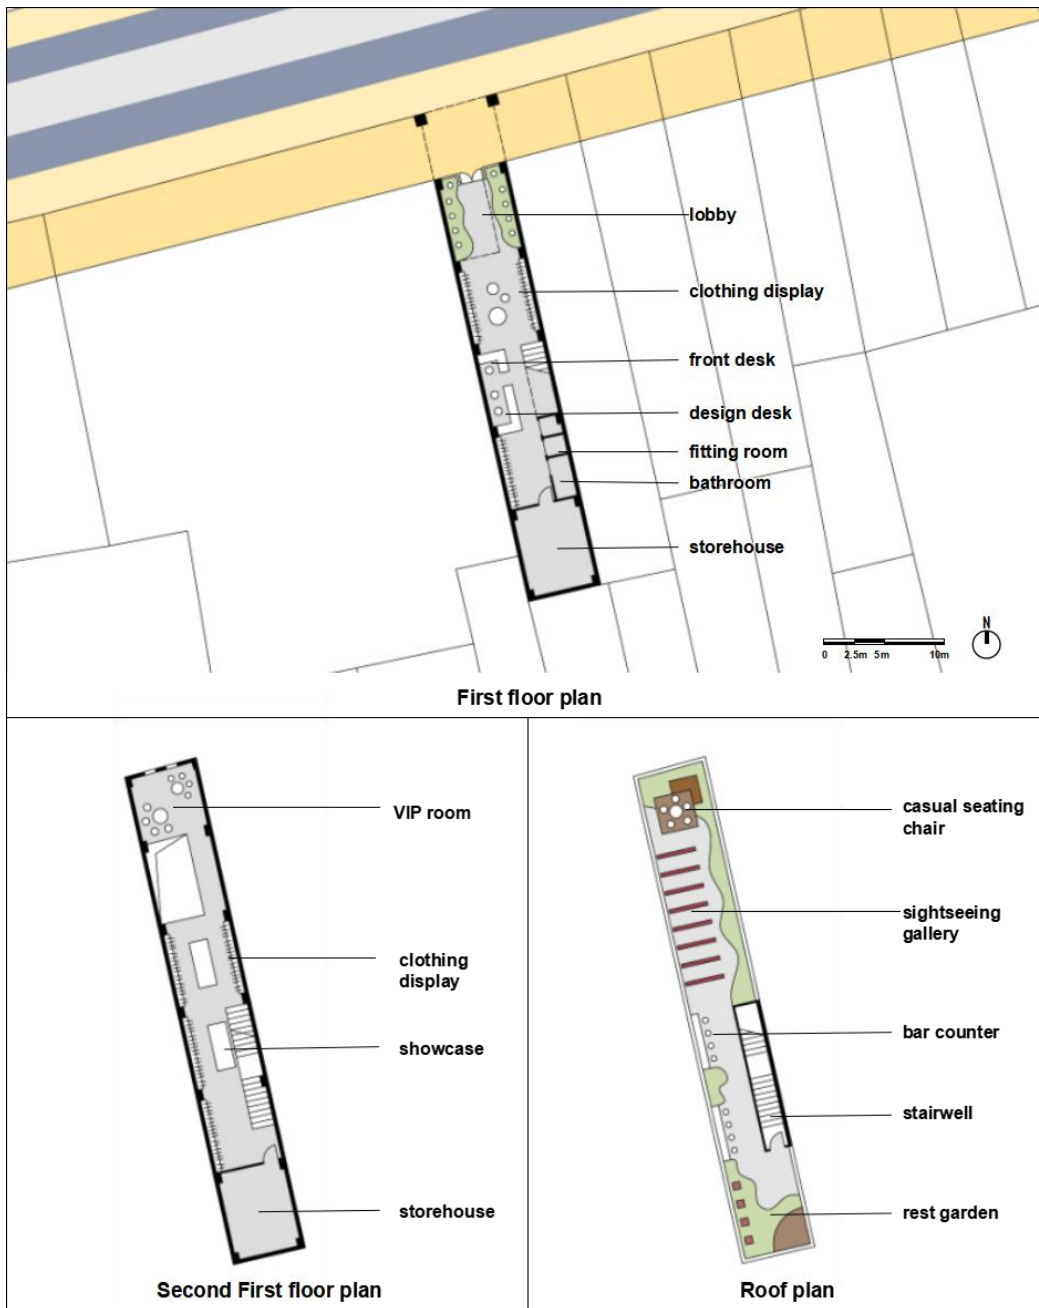 lobby
clothing display
front desk
design desk
fitting room
bathroom
storehouse
N
0 2.5m 5m 10m
First floor plan
VIP room
clothing
display
showcase
storehouse
Second First floor plan
casual seating
chair
sightseeing
gallery
bar counter
stairwell
rest garden
Roof plan